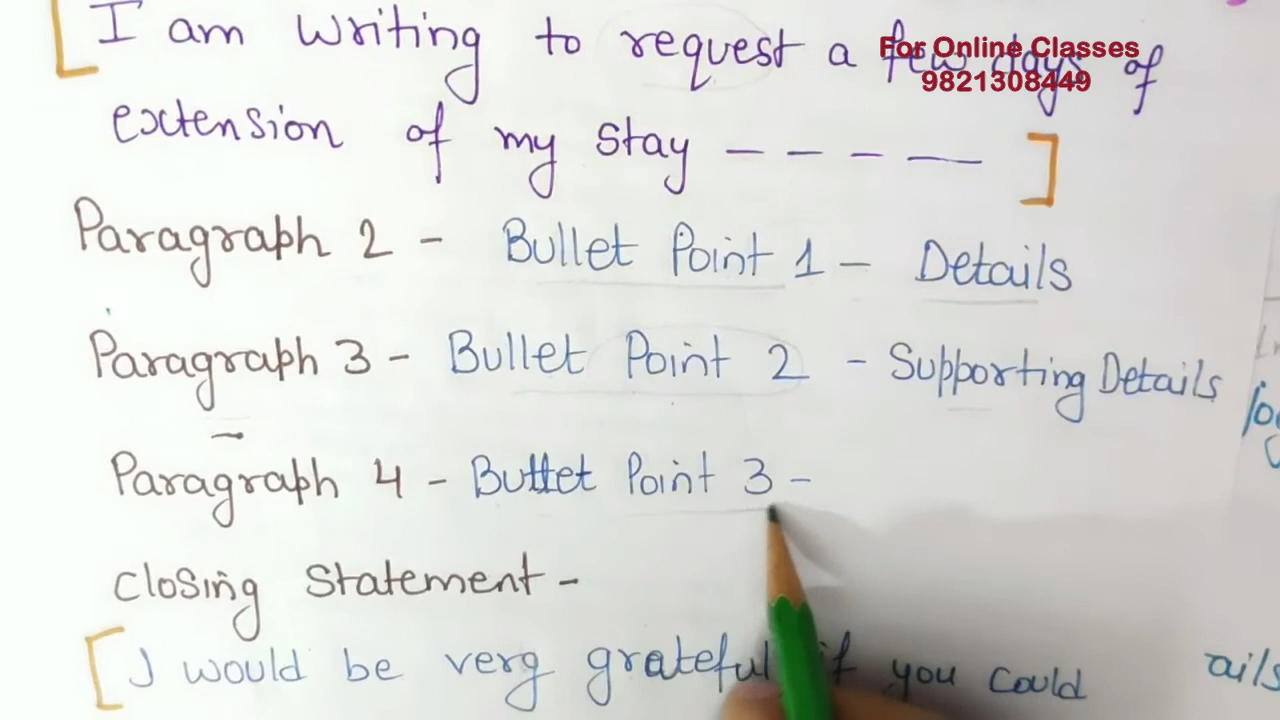 I am writing to request a few days of
For Online Classes
9821308449
extension of my stay - - - - -
Paragraph 2 - Bullet Point 1 - Details
Paragraph 3 - Bullet Point 2 - Supporting Details
Paragraph 4 - Bullet Point 3 -
Closing Statement -
I would be very grateful if you could
ails